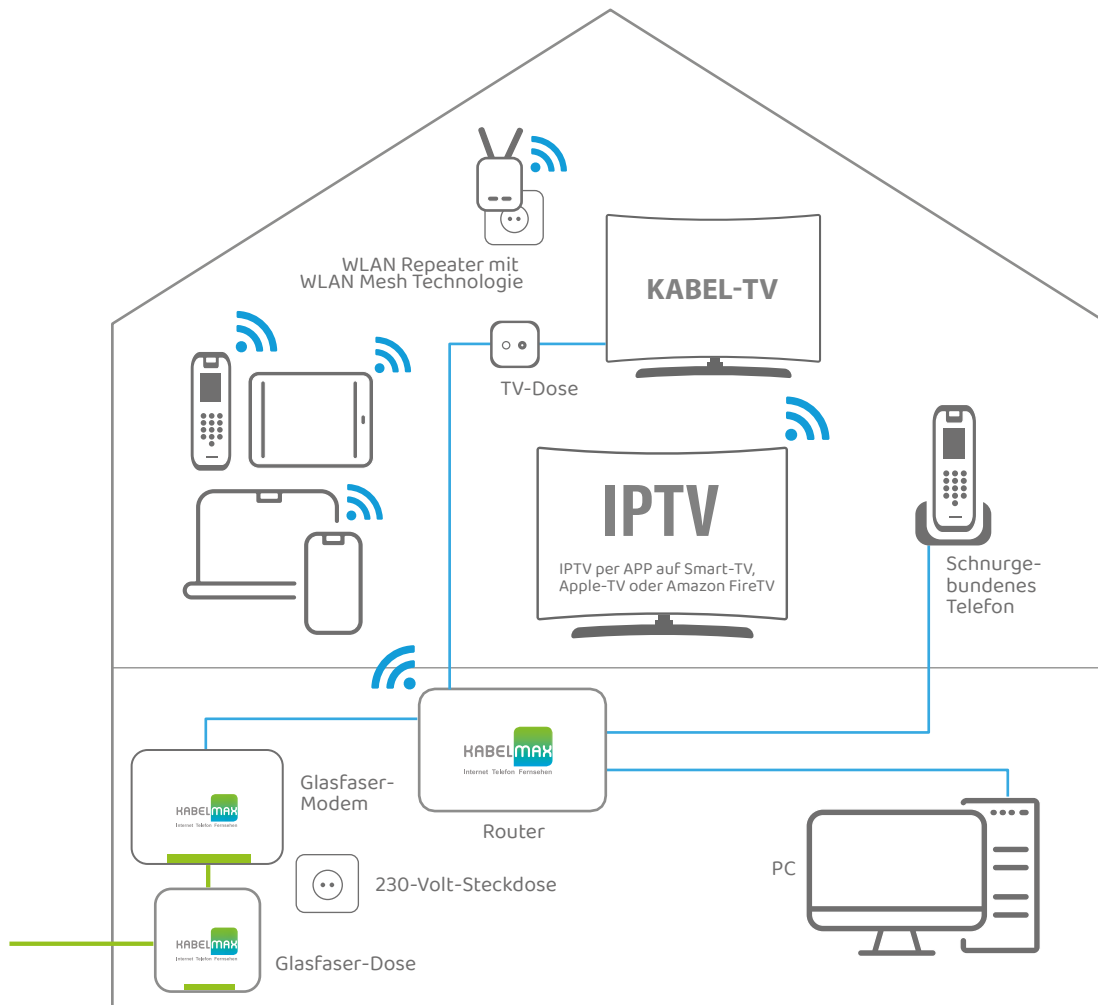 WLAN Repeater mit
WLAN Mesh Technologie
KABEL-TV
TV-Dose
IPTV
IPTV per APP auf Smart-TV,
Apple-TV oder Amazon FireTV
Schnurge-
bundenes
Telefon
KABELMAX
Internet Telefon Fernsehen
Router
Glasfaser-
Modem
KABELMAX
Internet Telefon Fernsehen
230-Volt-Steckdose
PC
KABELMAX
Internet Telefon Fernsehen
Glasfaser-Dose